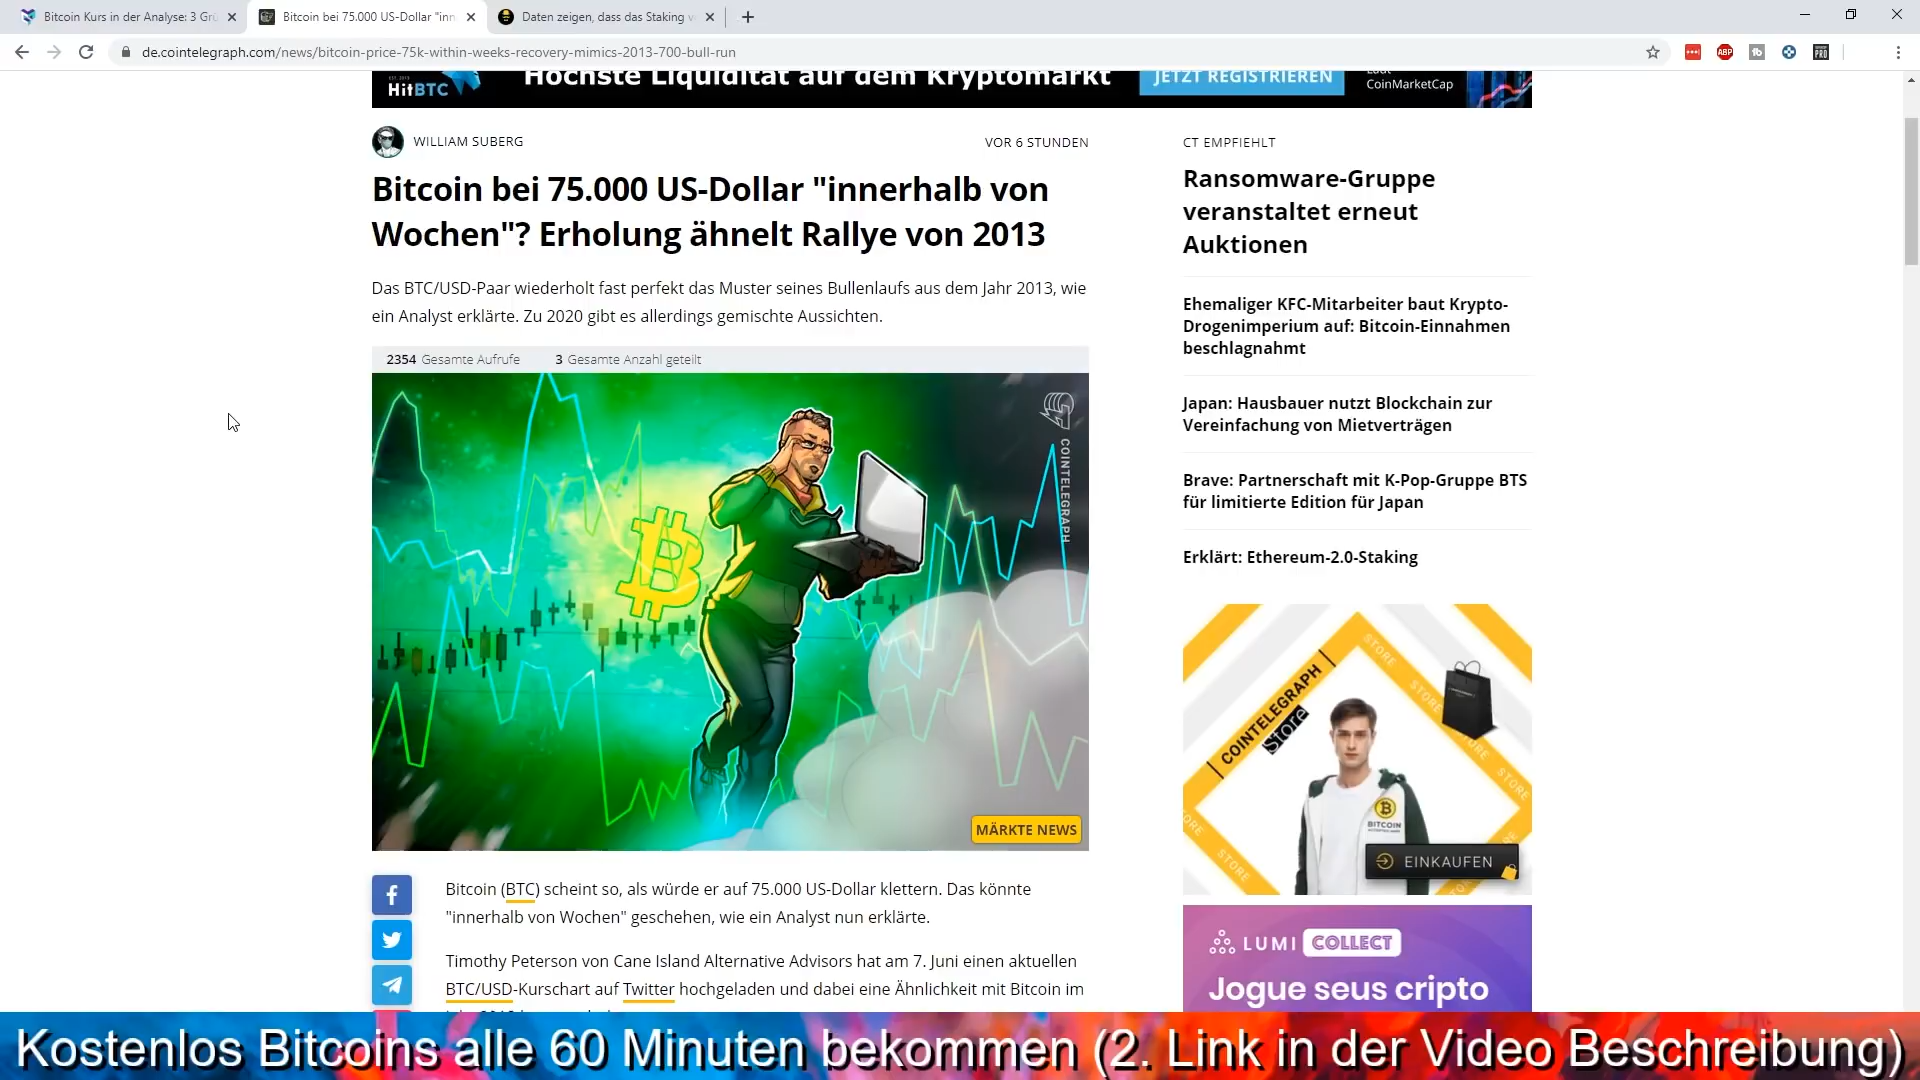 Bitcoin Kurs in der Analyse: 3 Grü
Bitcoin bei 75.000 US-Dollar "inn
Daten zeigen, dass das Staking v
de.cointelegraph.com/news/bitcoin-price-75k-within-weeks-recovery-mimics-2013-700-bull-run
HitBTC
Höchste Liquidität auf dem Kryptomarkt
JETZT REGISTRIEREN
Laut
CoinMarketCap
WILLIAM SUBERG
VOR 6 STUNDEN
Bitcoin bei 75.000 US-Dollar "innerhalb von
Wochen"? Erholung ähnelt Rallye von 2013
Das BTC/USD-Paar wiederholt fast perfekt das Muster seines Bullenlaufs aus dem Jahr 2013, wie
ein Analyst erklärte. Zu 2020 gibt es allerdings gemischte Aussichten.
2354 Gesamte Aufrufe
3 Gesamte Anzahl geteilt
COINTELEGRAPH
MÄRKTE NEWS
Bitcoin (BTC) scheint so, als würde er auf 75.000 US-Dollar klettern. Das könnte
"innerhalb von Wochen" geschehen, wie ein Analyst nun erklärte.
Timothy Peterson von Cane Island Alternative Advisors hat am 7. Juni einen aktuellen
BTC/USD-Kurschart auf Twitter hochgeladen und dabei eine Ähnlichkeit mit Bitcoin im
CT EMPFIEHLT
Ransomware-Gruppe
veranstaltet erneut
Auktionen
Ehemaliger KFC-Mitarbeiter baut Krypto-
Drogenimperium auf: Bitcoin-Einnahmen
beschlagnahmt
Japan: Hausbauer nutzt Blockchain zur
Vereinfachung von Mietverträgen
Brave: Partnerschaft mit K-Pop-Gruppe BTS
für limitierte Edition für Japan
Erklärt: Ethereum-2.0-Staking
COINTELEGRAPH
Store
STORE
STORE
STORE
STORE
STORE
BITCOIN
EINKAUFEN
LUMI COLLECT
Jogue seus cripto
Kostenlos Bitcoins alle 60 Minuten bekommen (2. Link in der Video Beschreibung)